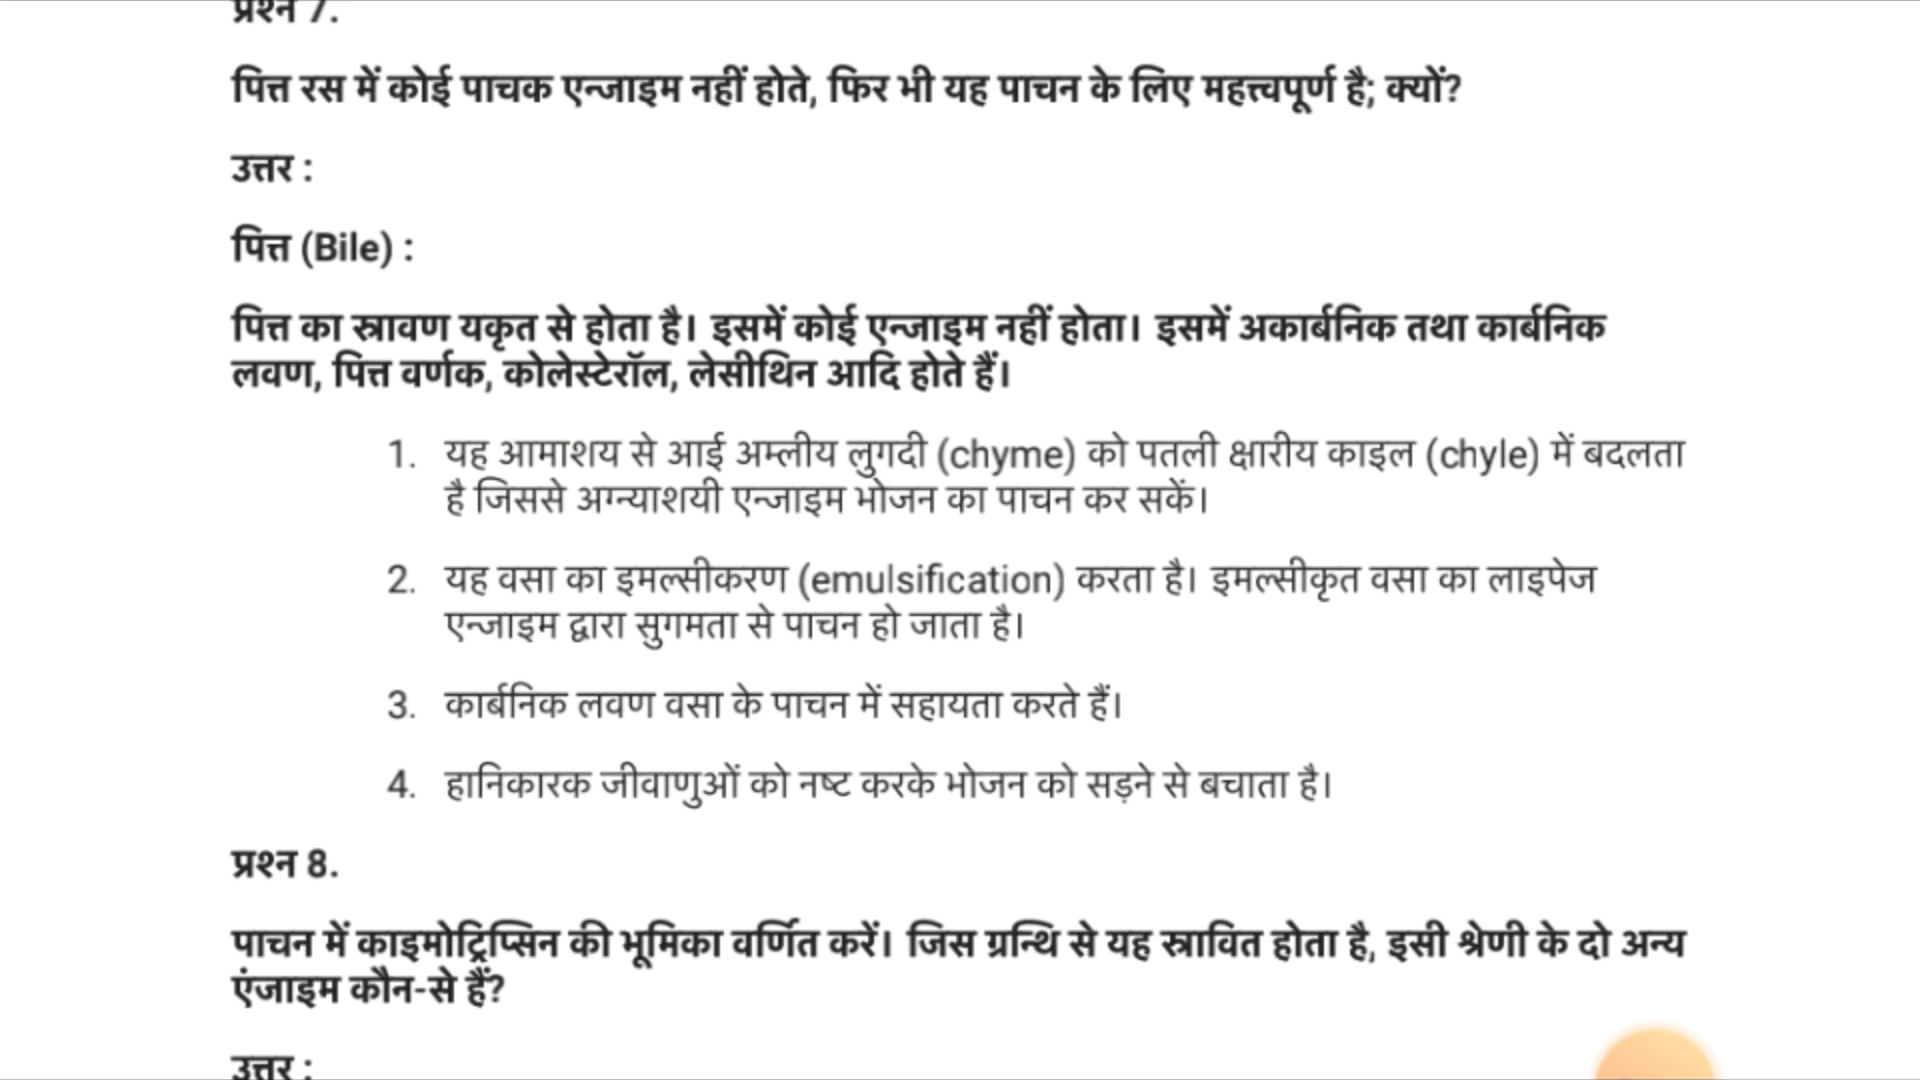 प्रश्न 7.
पित्त रस में कोई पाचक एन्जाइम नहीं होते, फिर भी यह पाचन के लिए महत्त्वपूर्ण है; क्यों?
उत्तर :
पित्त (Bile) :
पित्त का स्रावण यकृत से होता है। इसमें कोई एन्जाइम नहीं होता। इसमें अकार्बनिक तथा कार्बनिक
लवण, पित्त वर्णक, कोलेस्टेरॉल, लेसीथिन आदि होते हैं।
1. यह आमाशय से आई अम्लीय लुगदी (chyme) को पतली क्षारीय काइल (chyle) में बदलता
है जिससे अग्न्याशयी एन्जाइम भोजन का पाचन कर सकें।
2. यह वसा का इमल्सीकरण (emulsification) करता है। इमल्सीकृत वसा का लाइपेज
एन्जाइम द्वारा सुगमता से पाचन हो जाता है।
3. कार्बनिक लवण वसा के पाचन में सहायता करते हैं।
4. हानिकारक जीवाणुओं को नष्ट करके भोजन को सड़ने से बचाता है।
प्रश्न 8.
पाचन में काइमोट्रिप्सिन की भूमिका वर्णित करें। जिस ग्रन्थि से यह स्रावित होता है, इसी श्रेणी के दो अन्य
एंजाइम कौन-से हैं?
उत्तर :